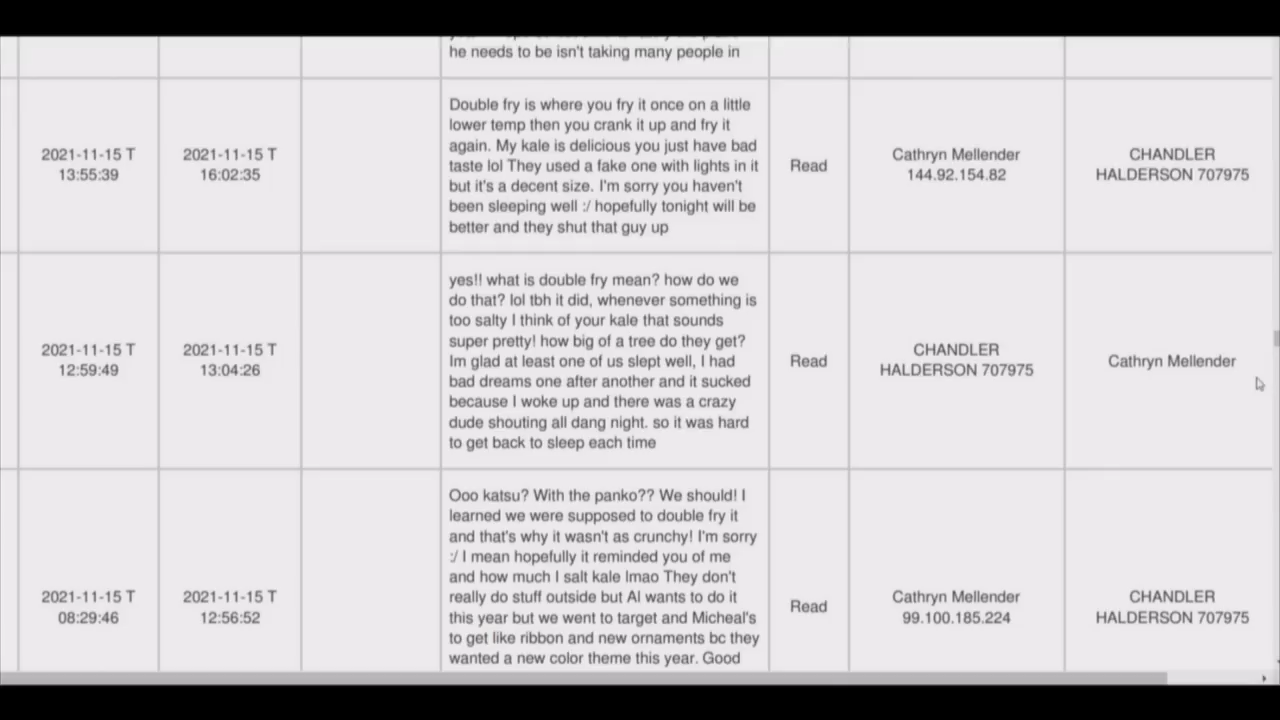 he needs to be isn't taking many people in
2021-11-15 T
13:55:39
2021-11-15 T
16:02:35
Double fry is where you fry it once on a little
lower temp then you crank it up and fry it
again. My kale is delicious you just have bad
taste lol They used a fake one with lights in it
but it's a decent size. I'm sorry you haven't
been sleeping well :/ hopefully tonight will be
better and they shut that guy up
Read
Cathryn Mellender
144.92.154.82
CHANDLER
HALDERSON 707975
2021-11-15 T
12:59:49
2021-11-15 T
13:04:26
yes!! what is double fry mean? how do we
do that? lol tbh it did, whenever something is
too salty I think of your kale that sounds
super pretty! how big of a tree do they get?
Im glad at least one of us slept well, I had
bad dreams one after another and it sucked
because I woke up and there was a crazy
dude shouting all dang night. so it was hard
to get back to sleep each time
Read
CHANDLER
HALDERSON 707975
Cathryn Mellender
2021-11-15 T
08:29:46
2021-11-15 T
12:56:52
Ooo katsu? With the panko?? We should! I
learned we were supposed to double fry it
and that's why it wasn't as crunchy! I'm sorry
:/ I mean hopefully it reminded you of me
and how much I salt kale lmao They don't
really do stuff outside but Al wants to do it
this year but we went to target and Micheal's
to get like ribbon and new ornaments bc they
wanted a new color theme this year. Good
Read
Cathryn Mellender
99.100.185.224
CHANDLER
HALDERSON 707975